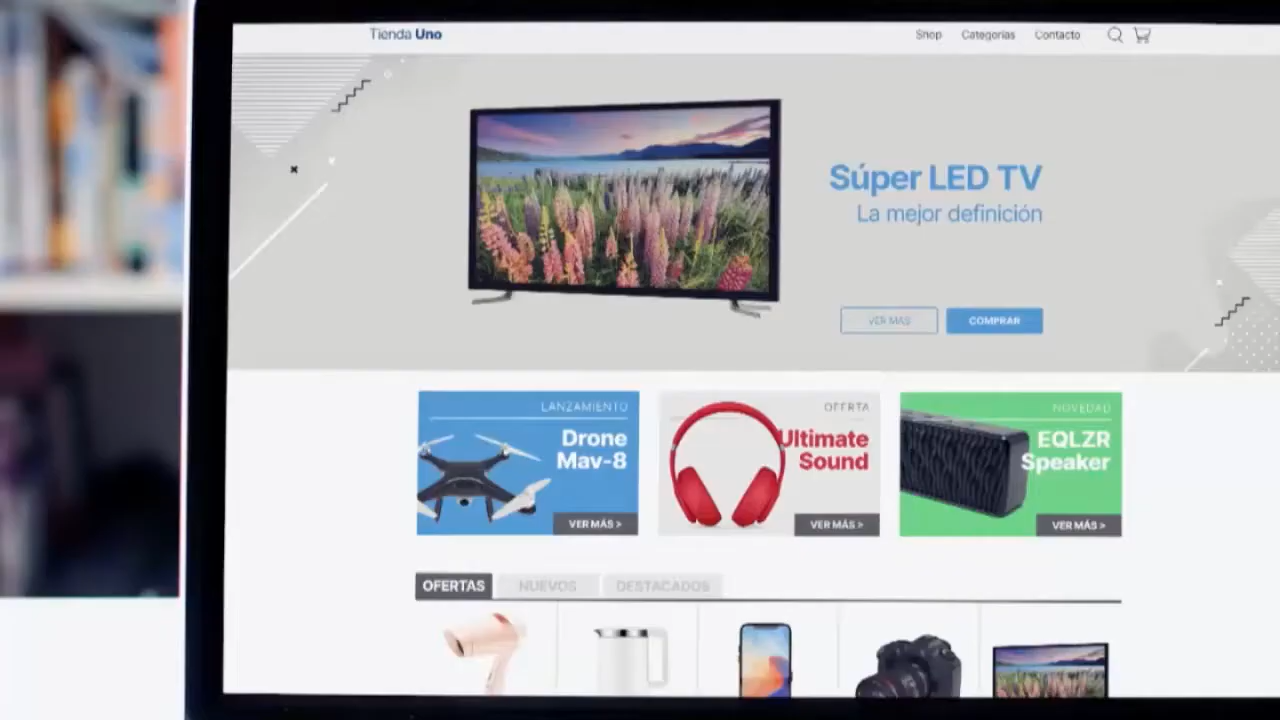 Tienda Uno
Shop Categorías Contacto
Súper LED TV
La mejor definición
VER MÁS COMPRAR
LANZAMIENTO
Drone
Mav-8
VER MÁS >
OFERTA
Ultimate
Sound
VER MÁS >
NOVEDAD
EQLZR
Speaker
VER MÁS >
OFERTAS NUEVOS DESTACADOS